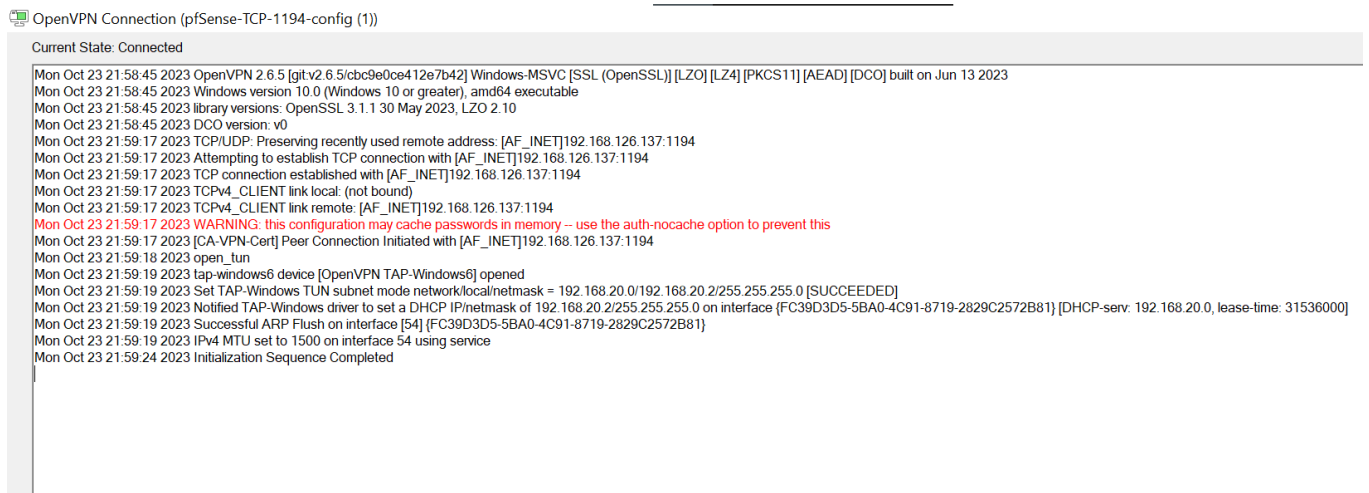 OpenVPN Connection (pfSense-TCP-1194-config (1))
Current State: Connected
Mon Oct 23 21:58:45 2023 OpenVPN 2.6.5 [git:v2.6.5/cbc9e0ce412e7b42] Windows-MSVC [SSL (OpenSSL)] [LZO] [LZ4] [PKCS11] [AEAD] [DCO] built on Jun 13 2023
Mon Oct 23 21:58:45 2023 Windows version 10.0 (Windows 10 or greater), amd64 executable
Mon Oct 23 21:58:45 2023 library versions: OpenSSL 3.1.1 30 May 2023, LZO 2.10
Mon Oct 23 21:58:45 2023 DCO version: v0
Mon Oct 23 21:59:17 2023 TCP/UDP: Preserving recently used remote address: [AF_INET]192.168.126.137:1194
Mon Oct 23 21:59:17 2023 Attempting to establish TCP connection with [AF_INET]192.168.126.137:1194
Mon Oct 23 21:59:17 2023 TCP connection established with [AF_INET]192.168.126.137:1194
Mon Oct 23 21:59:17 2023 TCPv4_CLIENT link local: (not bound)
Mon Oct 23 21:59:17 2023 TCPv4_CLIENT link remote: [AF_INET]192.168.126.137:1194
Mon Oct 23 21:59:17 2023 WARNING: this configuration may cache passwords in memory -- use the auth-nocache option to prevent this
Mon Oct 23 21:59:17 2023 [CA-VPN-Cert] Peer Connection Initiated with [AF_INET]192.168.126.137:1194
Mon Oct 23 21:59:18 2023 open_tun
Mon Oct 23 21:59:19 2023 tap-windows6 device [OpenVPN TAP-Windows6] opened
Mon Oct 23 21:59:19 2023 Set TAP-Windows TUN subnet mode network/local/netmask = 192.168.20.0/192.168.20.2/255.255.255.0 [SUCCEEDED]
Mon Oct 23 21:59:19 2023 Notified TAP-Windows driver to set a DHCP IP/netmask of 192.168.20.2/255.255.255.0 on interface {FC39D3D5-5BA0-4C91-8719-2829C2572B81} [DHCP-serv: 192.168.20.0, lease-time: 31536000]
Mon Oct 23 21:59:19 2023 Successful ARP Flush on interface [54] {FC39D3D5-5BA0-4C91-8719-2829C2572B81}
Mon Oct 23 21:59:19 2023 IPv4 MTU set to 1500 on interface 54 using service
Mon Oct 23 21:59:24 2023 Initialization Sequence Completed